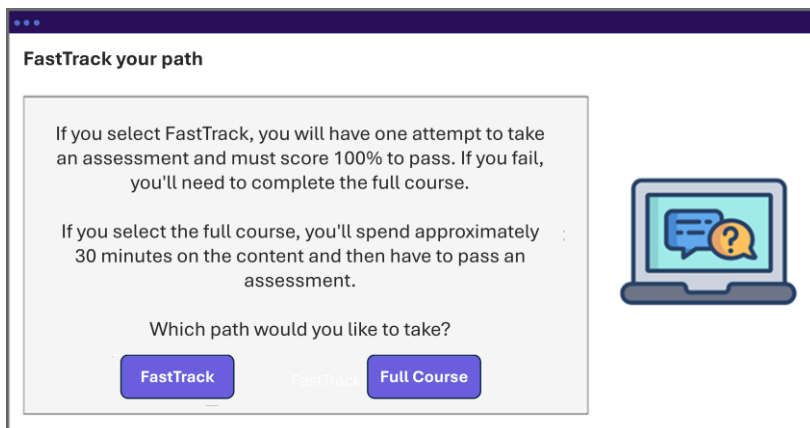 FastTrack your path
If you select FastTrack, you will have one attempt to take
an assessment and must score 100% to pass. If you fail,
you'll need to complete the full course.
If you select the full course, you'll spend approximately
30 minutes on the content and then have to pass an
assessment.
Which path would you like to take?
FastTrack
FastTrack
Full Course